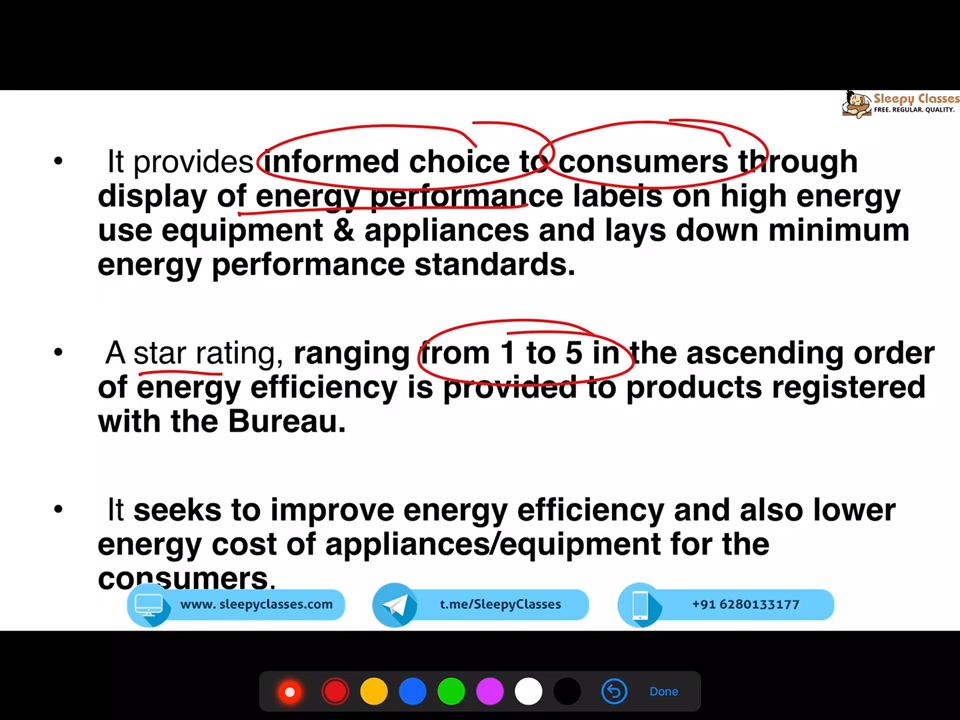 Sleepy Classes
FREE. REGULAR. QUALITY.
• It provides informed choice to consumers through
display of energy performance labels on high energy
use equipment & appliances and lays down minimum
energy performance standards.
• A star rating, ranging from 1 to 5 in the ascending order
of energy efficiency is provided to products registered
with the Bureau.
• It seeks to improve energy efficiency and also lower
energy cost of appliances/equipment for the
consumers.
www. sleepyclasses.com
t.me/SleepyClasses
+91 6280133177
Done